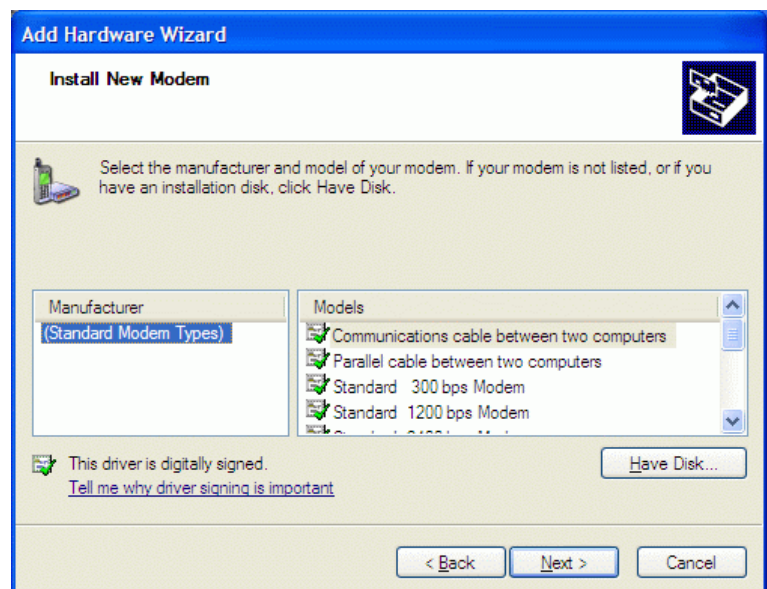 Add Hardware Wizard
Install New Modem
Select the manufacturer and model of your modem. If your modem is not listed, or if you
have an installation disk, click Have Disk.
Manufacturer
(Standard Modem Types)
Models
Communications cable between two computers
Parallel cable between two computers
Standard 300 bps Modem
Standard 1200 bps Modem
This driver is digitally signed.
Tell me why driver signing is important
Have Disk...
< Back
Next >
Cancel